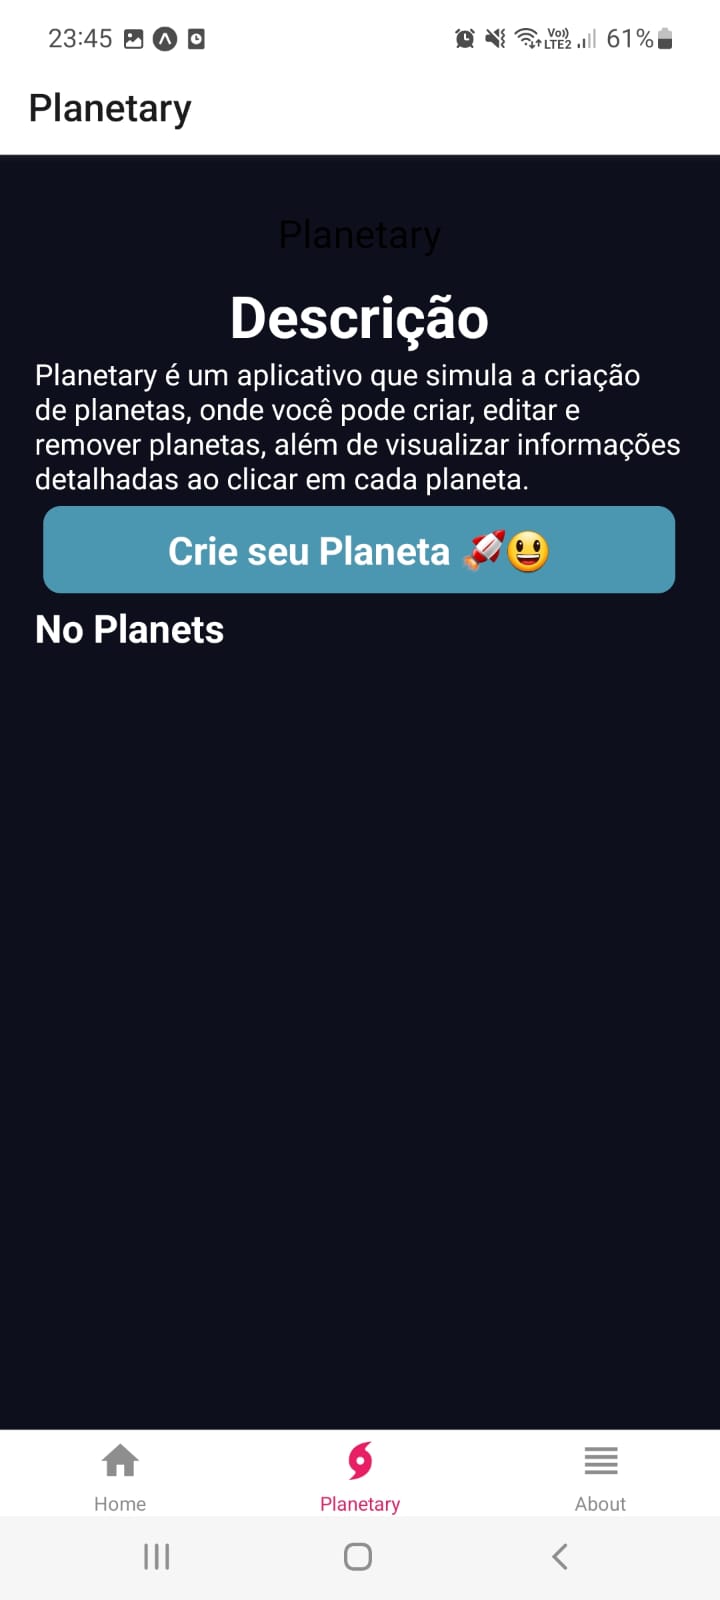 23:45
Vo))
LTE2
61%
Planetary
Planetary
Descrição
Planetary é um aplicativo que simula a criação
de planetas, onde você pode criar, editar e
remover planetas, além de visualizar informações
detalhadas ao clicar em cada planeta.
Crie seu Planeta 🚀😃
No Planets
Home
Planetary
About